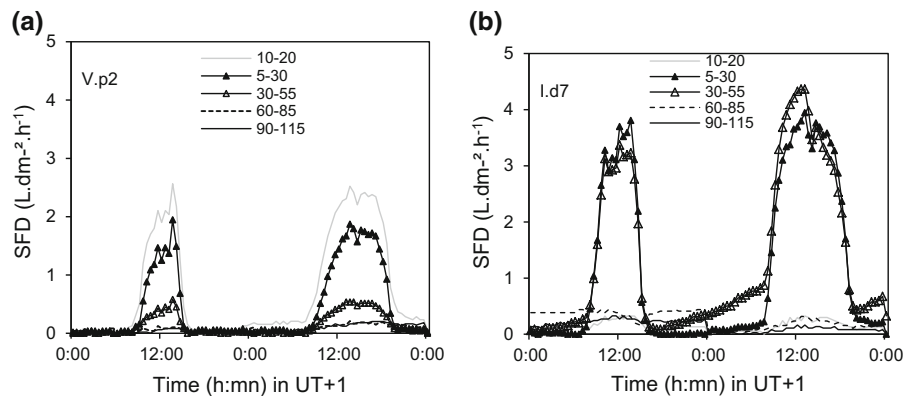 (a)
5
4
3
2
1
0
SFD (L.dm-².h⁻¹)
V.p2
10-20
5-30
30-55
60-85
90-115
0:00 12:00 0:00 12:00 0:00
Time (h:mn) in UT+1
(b)
5
4
3
2
1
0
SFD (L.dm-².h⁻¹)
I.d7
10-20
5-30
30-55
60-85
90-115
0:00 12:00 0:00 12:00 0:00
Time (h:mn) in UT+1